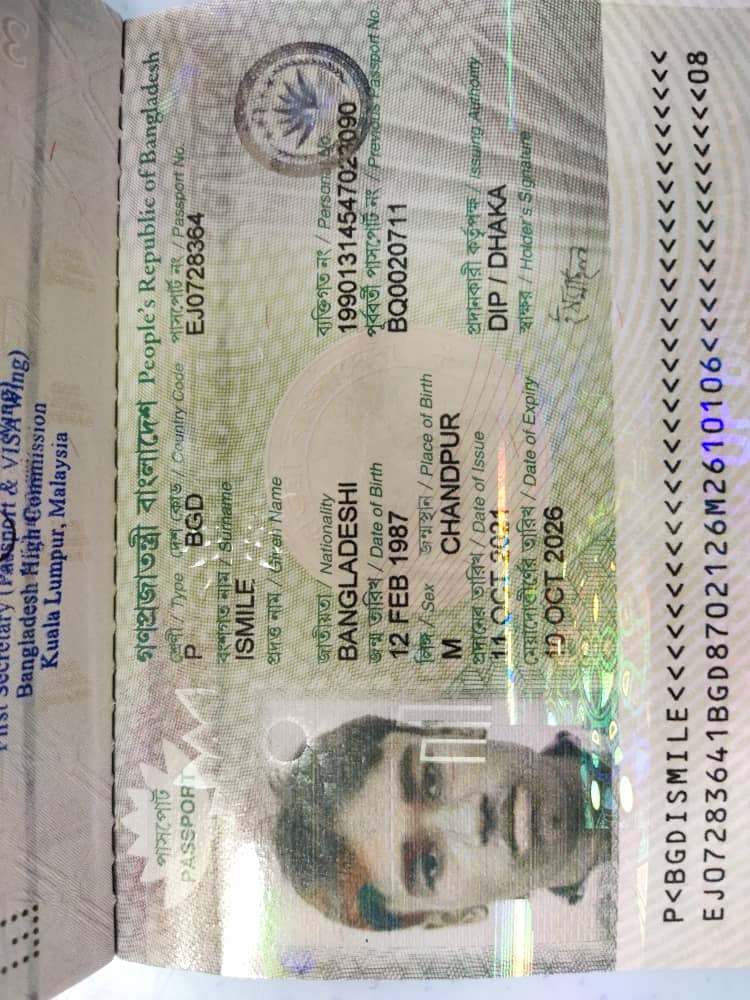 First Secretary (Passport & VISA Wing)
Bangladesh High Commission
Kuala Lumpur, Malaysia
গণপ্রজাতন্ত্রী বাংলাদেশ People's Republic of Bangladesh
পাসপোর্ট
PASSPORT
শ্রেণী / Type দেশ কোড / Country Code পাসপোর্ট নং / Passport No.
P BGD EJ0728364
বংশগত নাম / Surname
ISMILE
প্রদত্ত নাম / Given Name
জাতীয়তা / Nationality ব্যক্তিগত নং / Personal No.
BANGLADESHI
জন্ম তারিখ / Date of Birth পূর্ববর্তী পাসপোর্ট নং / Previous Passport No.
12 FEB 1987 BQ0020711
লিঙ্গ / Sex জন্মস্থান / Place of Birth
M CHANDPUR
প্রদানের তারিখ / Date of Issue প্রদানকারী কর্তৃপক্ষ / Issuing Authority
11 OCT 2021 DIP / DHAKA
মেয়াদোত্তীর্ণের তারিখ / Date of Expiry স্বাক্ষর / Holder's Signature
10 OCT 2026
P<BGDISMILE<<<<<<<<<<<<<<<<<<<<<<<<<<<<<<<<<
EJ07283641BGD8702126M2610106<<<<<<<<<<<<<<08